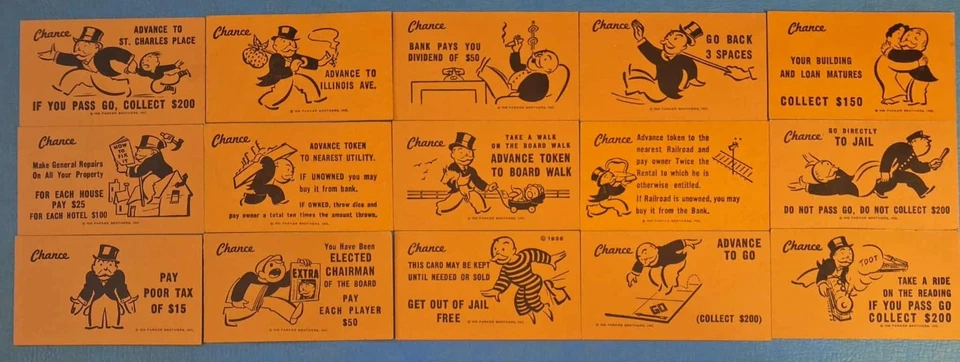 Chance
ADVANCE TO
ST. CHARLES PLACE
IF YOU PASS GO, COLLECT $200
Chance
ADVANCE TO
ILLINOIS AVE.
Chance
BANK PAYS YOU
DIVIDEND OF $50
Chance
GO BACK
3 SPACES
Chance
YOUR BUILDING
AND LOAN MATURES
COLLECT $150
Chance
HOW TO FIX IT
Make General Repairs
On All Your Property
FOR EACH HOUSE
PAY $25
FOR EACH HOTEL $100
Chance
ADVANCE TOKEN
TO NEAREST UTILITY.
IF UNOWNED you may
buy it from bank.
IF OWNED, throw dice and
pay owner a total ten times the amount thrown.
Chance
TAKE A WALK
ON THE BOARD WALK
ADVANCE TOKEN
TO BOARD WALK
Chance
Advance token to the
nearest Railroad and
pay owner Twice the
Rental to which he is
otherwise entitled.
If Railroad is unowned, you may
buy it from the Bank.
Chance
GO DIRECTLY
TO JAIL
DO NOT PASS GO, DO NOT COLLECT $200
Chance
PAY
POOR TAX
OF $15
Chance
You Have Been
ELECTED
CHAIRMAN
OF THE BOARD
PAY
EACH PLAYER
$50
EXTRA
Chance
© 1936
THIS CARD MAY BE KEPT
UNTIL NEEDED OR SOLD
GET OUT OF JAIL
FREE
Chance
ADVANCE
TO GO
GO
(COLLECT $200)
Chance
TOOT
TAKE A RIDE
ON THE READING
IF YOU PASS GO
COLLECT $200